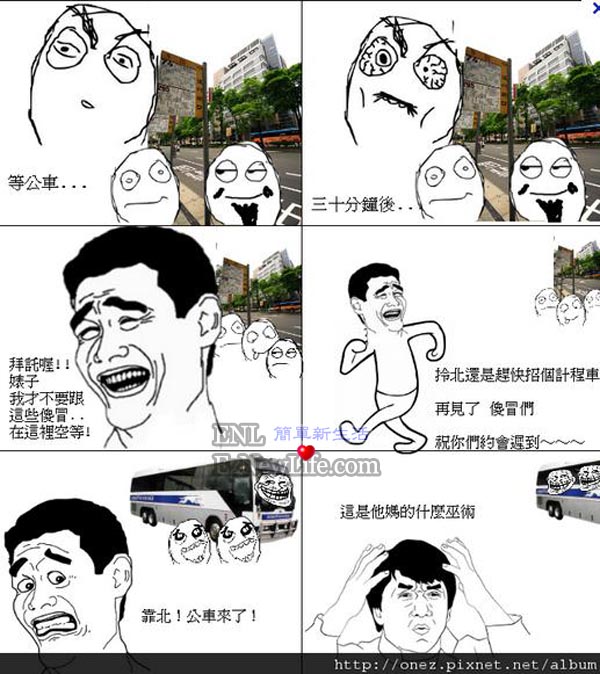 等公車...
三十分鐘後...
拜託喔!!
婊子
我才不要跟
這些傻冒..
在這裡空等!
拎北還是趕快招個計程車
再見了 傻冒們
祝你們約會遲到~~~~
ENL 簡單新生活
EzNewLife.com
靠北!公車來了!
這是他媽的什麼巫術
http://onez.pixnet.net/album